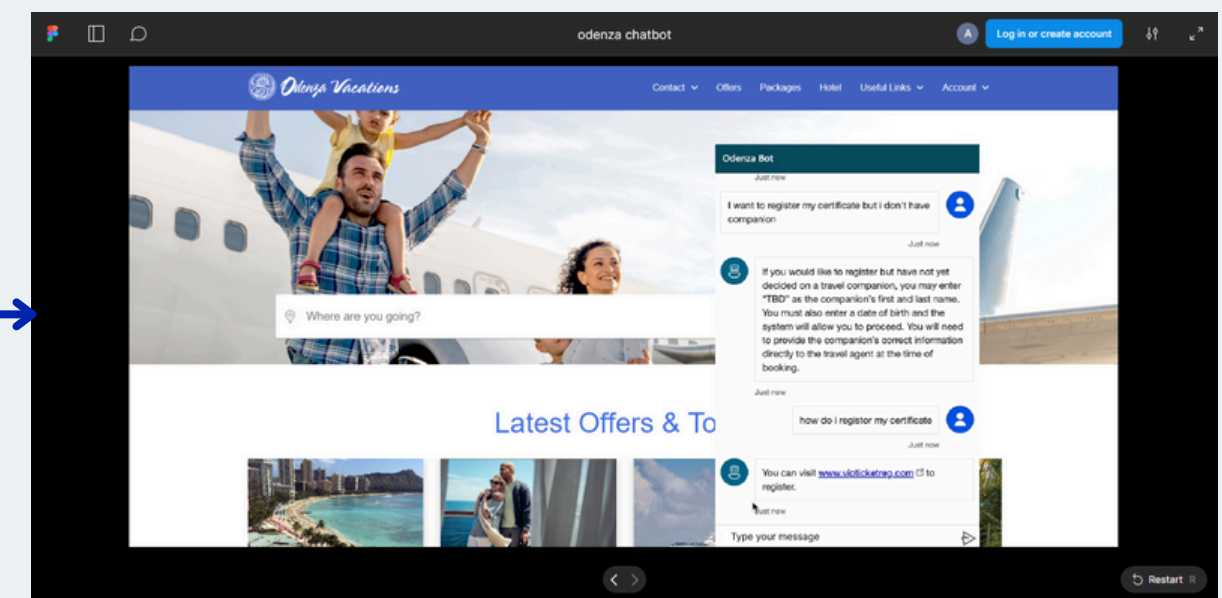 odenza chatbot
A
Log in or create account
Odenza Vacations
Contact
Offers
Packages
Hotel
Useful Links
Account
Where are you going?
Latest Offers & To
Odenza Bot
Just now
I want to register my certificate but i don't have
companion
Just now
If you would like to register but have not yet
decided on a travel companion, you may enter
"TBD" as the companion's first and last name.
You must also enter a date of birth and the
system will allow you to proceed. You will need
to provide the companion's correct information
directly to the travel agent at the time of
booking.
Just now
how do i register my certificate
Just now
You can visit www.vipticketreg.com to
register.
Just now
Type your message
Restart R